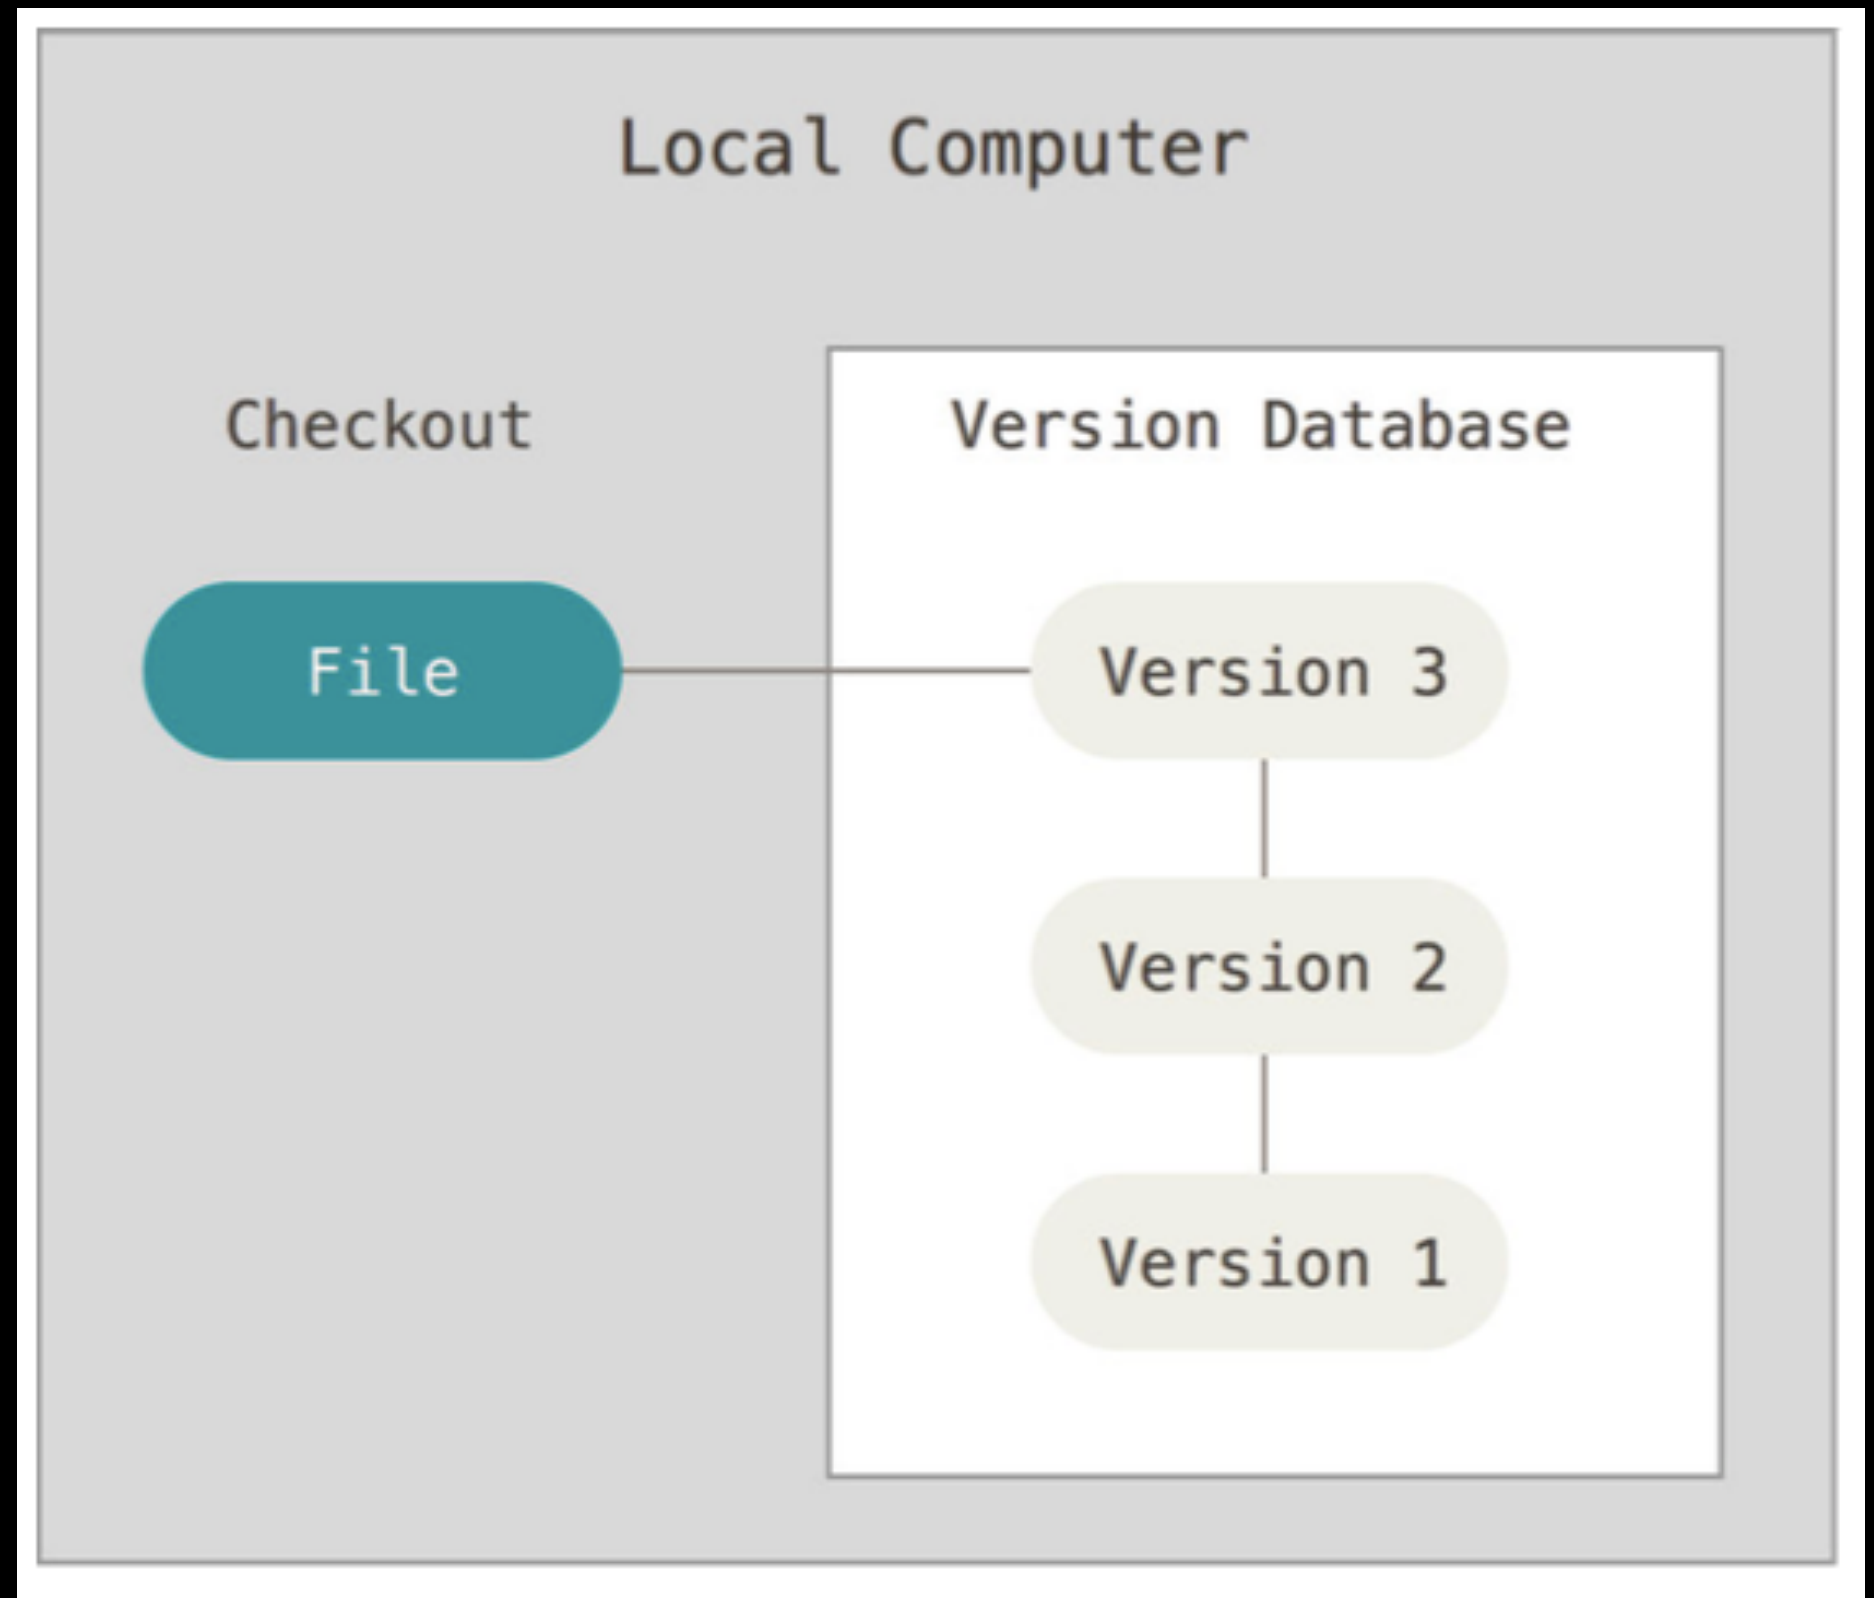 Local Computer
Checkout
Version Database
File
Version 3
Version 2
Version 1